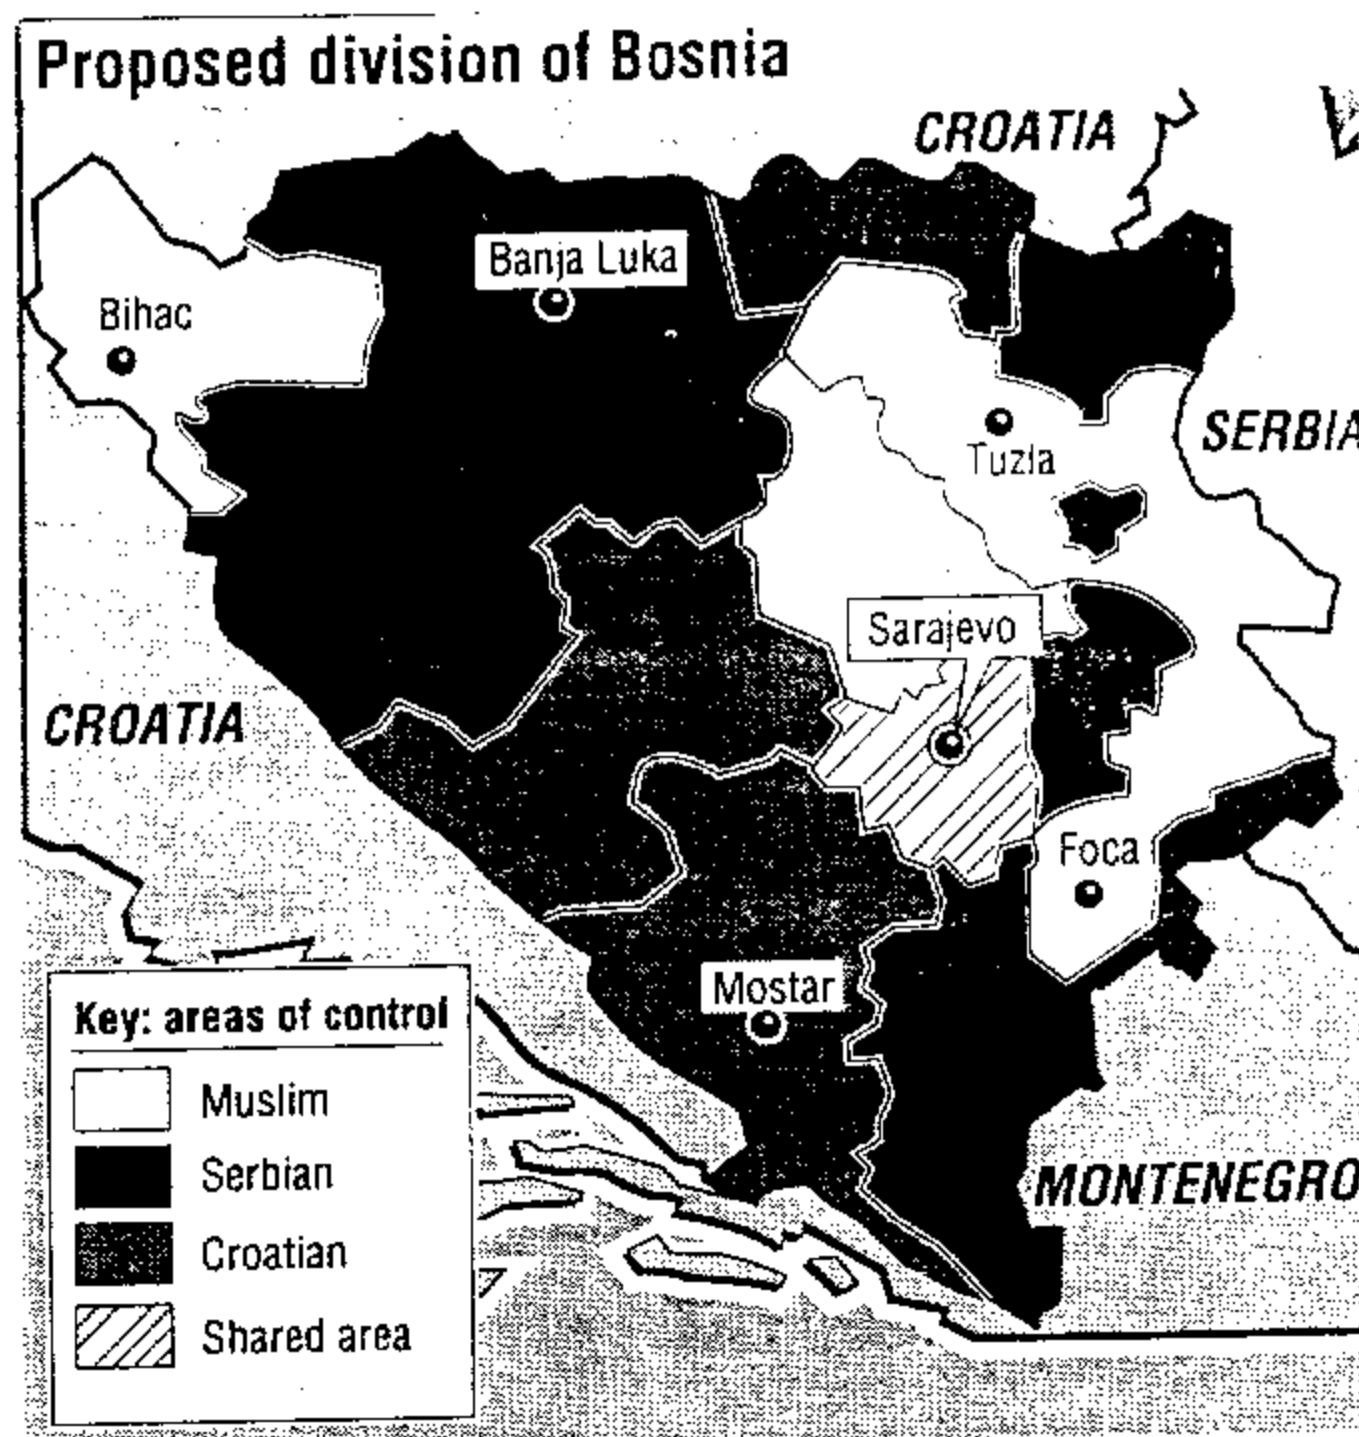 Proposed division of Bosnia
CROATIA
Banja Luka
Bihac
SERBIA
Tuzla
Sarajevo
CROATIA
Foca
Mostar
Key: areas of control
Muslim
Serbian
Croatian
Shared area
MONTENEGRO